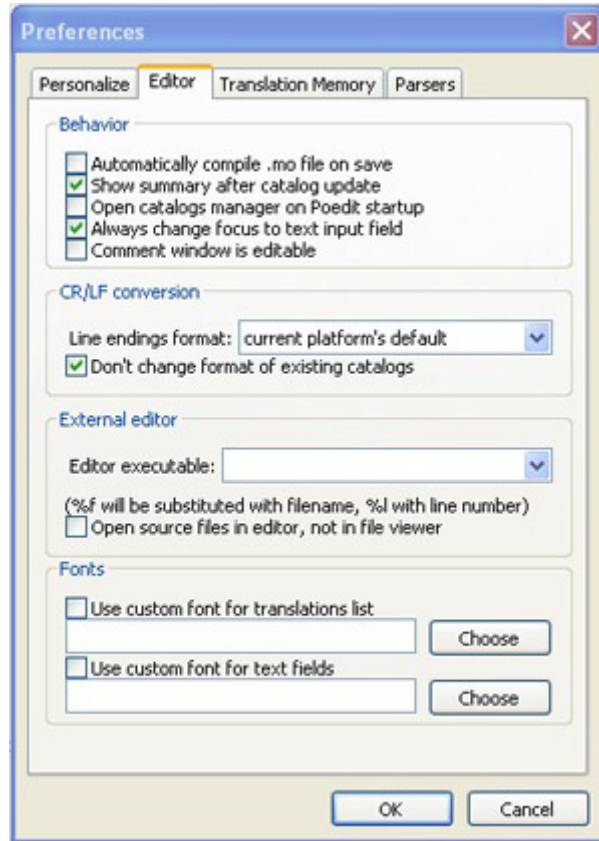 Preferences
Personalize Editor Translation Memory Parsers
Behavior
Automatically compile .mo file on save
Show summary after catalog update
Open catalogs manager on Poedit startup
Always change focus to text input field
Comment window is editable
CR/LF conversion
Line endings format: current platform's default
Don't change format of existing catalogs
External editor
Editor executable:
(%f will be substituted with filename, %l with line number)
Open source files in editor, not in file viewer
Fonts
Use custom font for translations list
Choose
Use custom font for text fields
Choose
OK Cancel